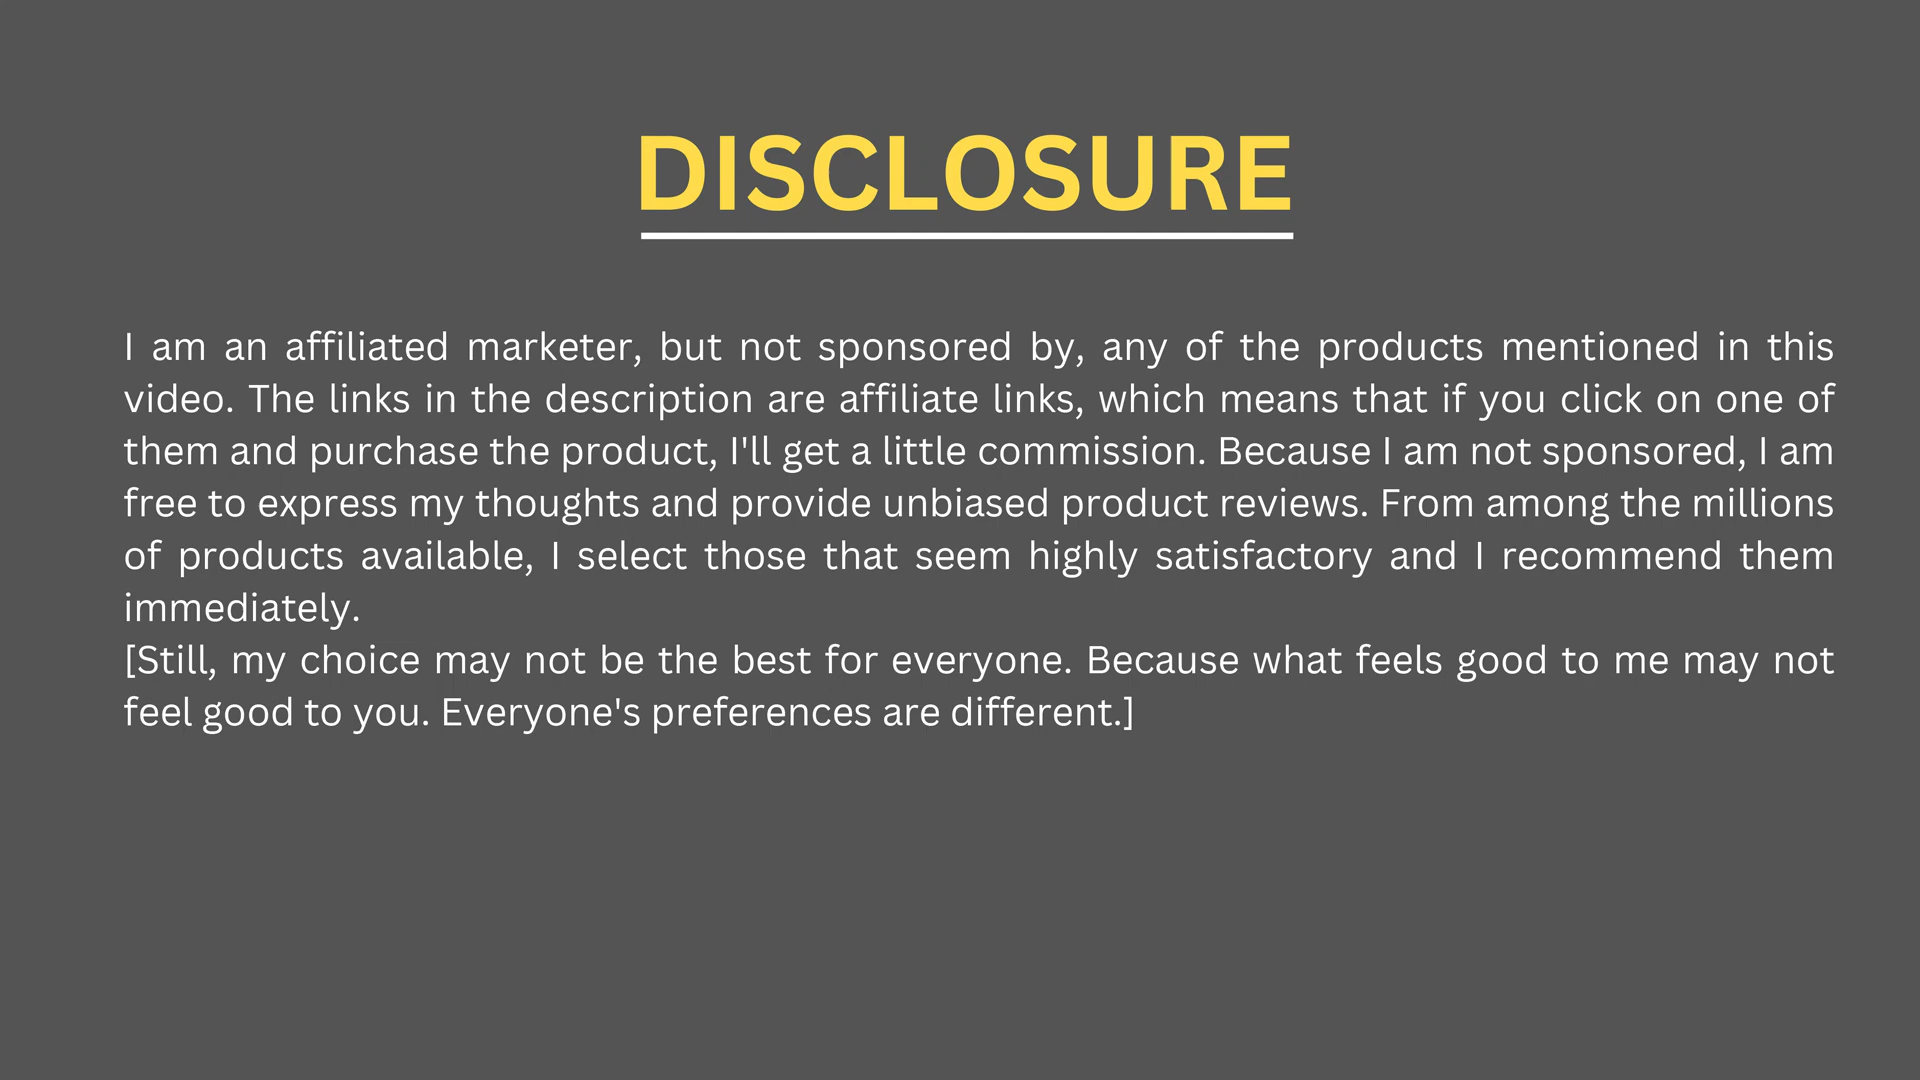 DISCLOSURE
I am an affiliated marketer, but not sponsored by, any of the products mentioned in this
video. The links in the description are affiliate links, which means that if you click on one of
them and purchase the product, I'll get a little commission. Because I am not sponsored, I am
free to express my thoughts and provide unbiased product reviews. From among the millions
of products available, I select those that seem highly satisfactory and I recommend them
immediately.
[Still, my choice may not be the best for everyone. Because what feels good to me may not
feel good to you. Everyone's preferences are different.]